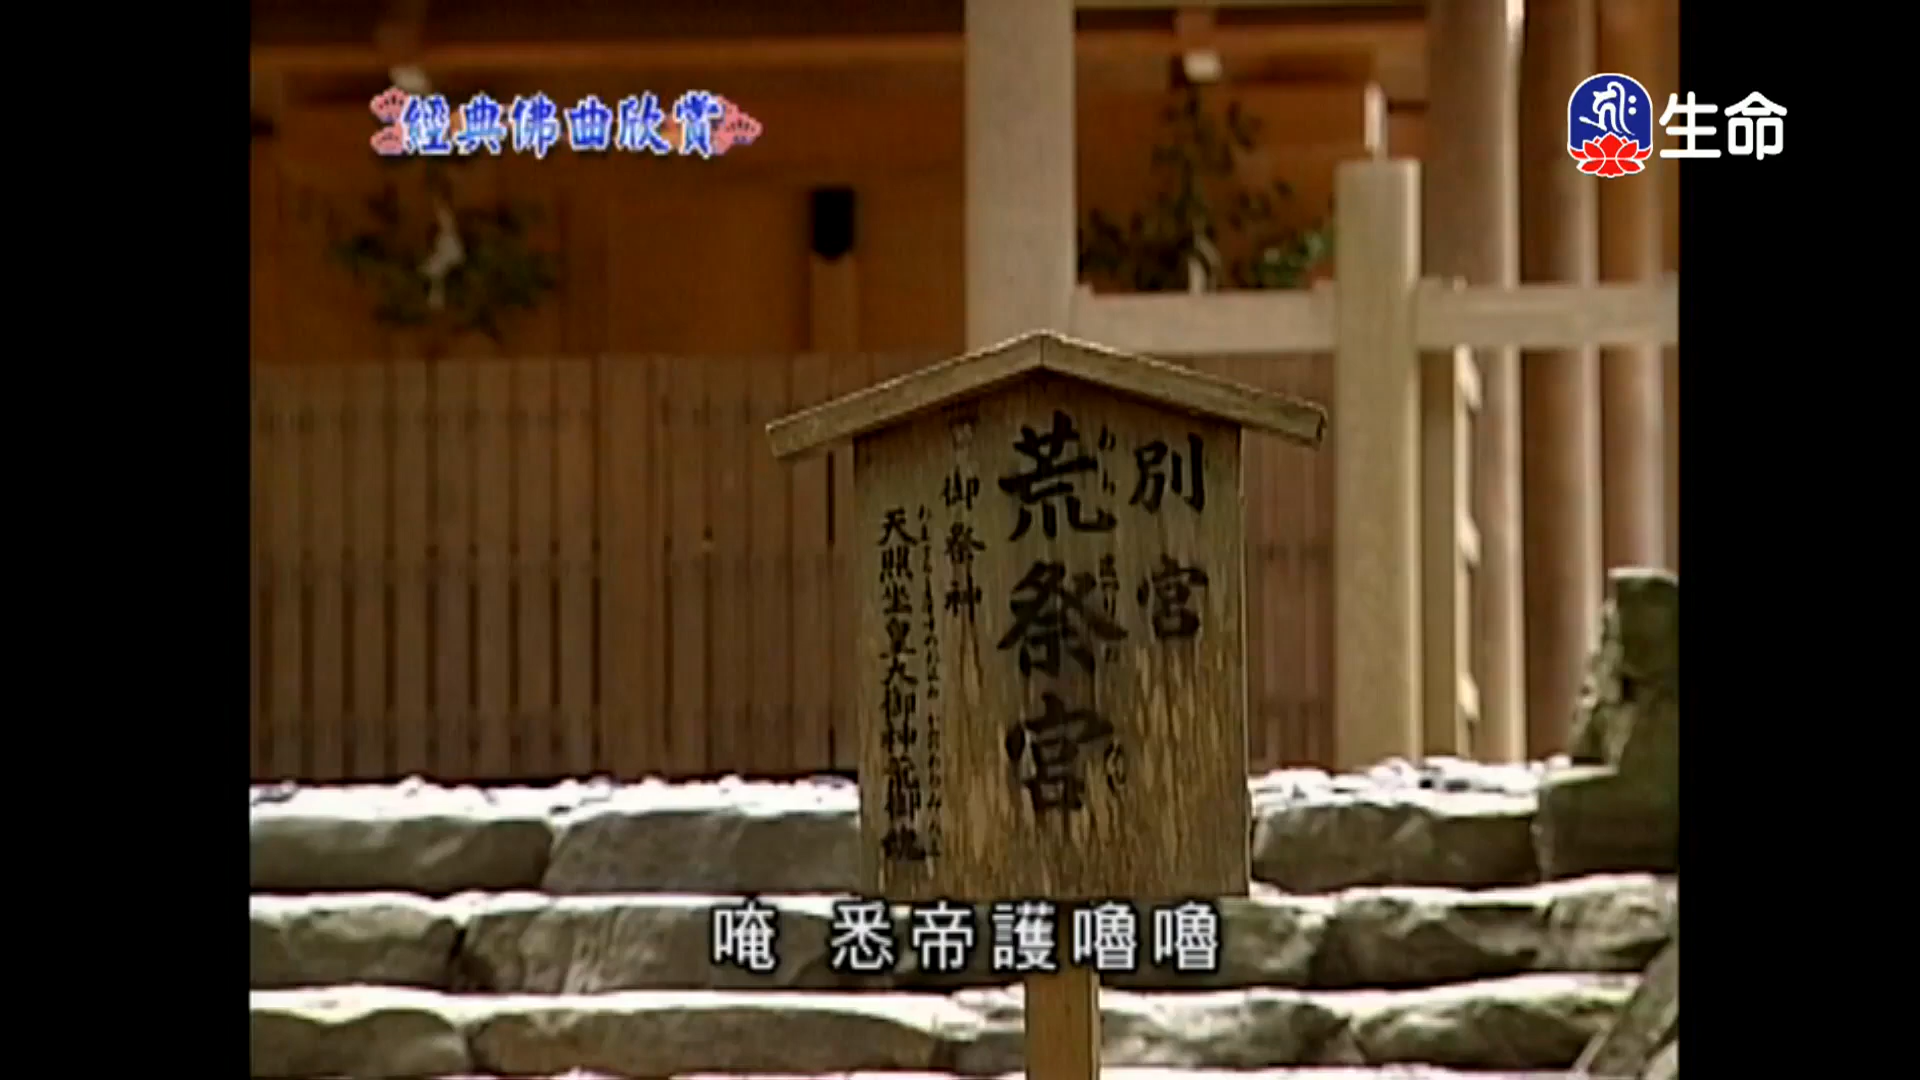 經典佛曲欣賞
生命
別宮
荒祭宮
御祭神
天照坐皇大御神荒御魂
唵 悉帝護嚕嚕